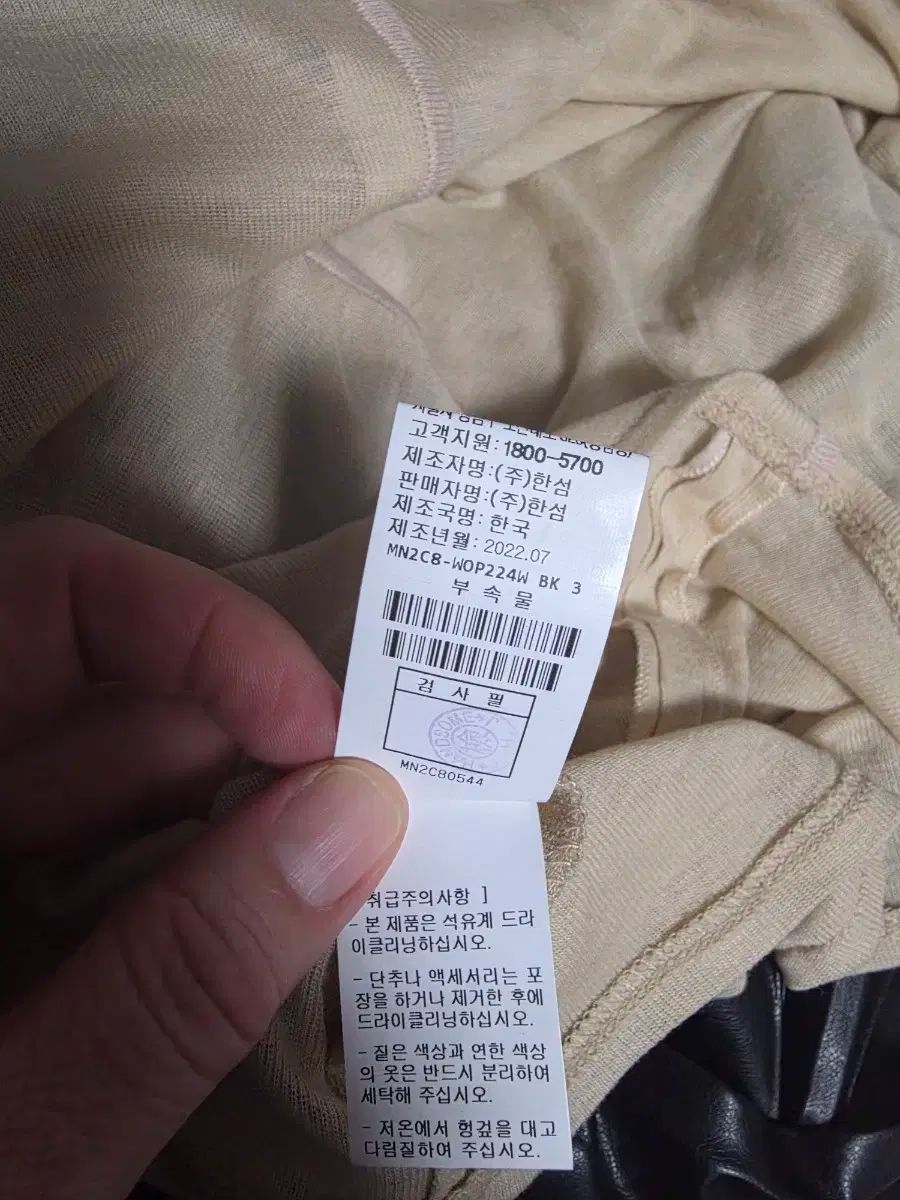 고객지원:1800-5700
제조자명:(주)한섬
판매자명:(주)한섬
제조국명: 한국
제조년월: 2022.07
MN2C8-WOP224W BK 3
부 속 물
검 사 필
MN2C80544
취급주의사항 ]
- 본 제품은 석유계 드라
이클리닝하십시오.
- 단추나 액세서리는 포
장을 하거나 제거한 후에
드라이클리닝하십시오.
- 짙은 색상과 연한 색상
의 옷은 반드시 분리하여
세탁해 주십시오.
- 저온에서 헝겊을 대고
다림질하여 주십시오.